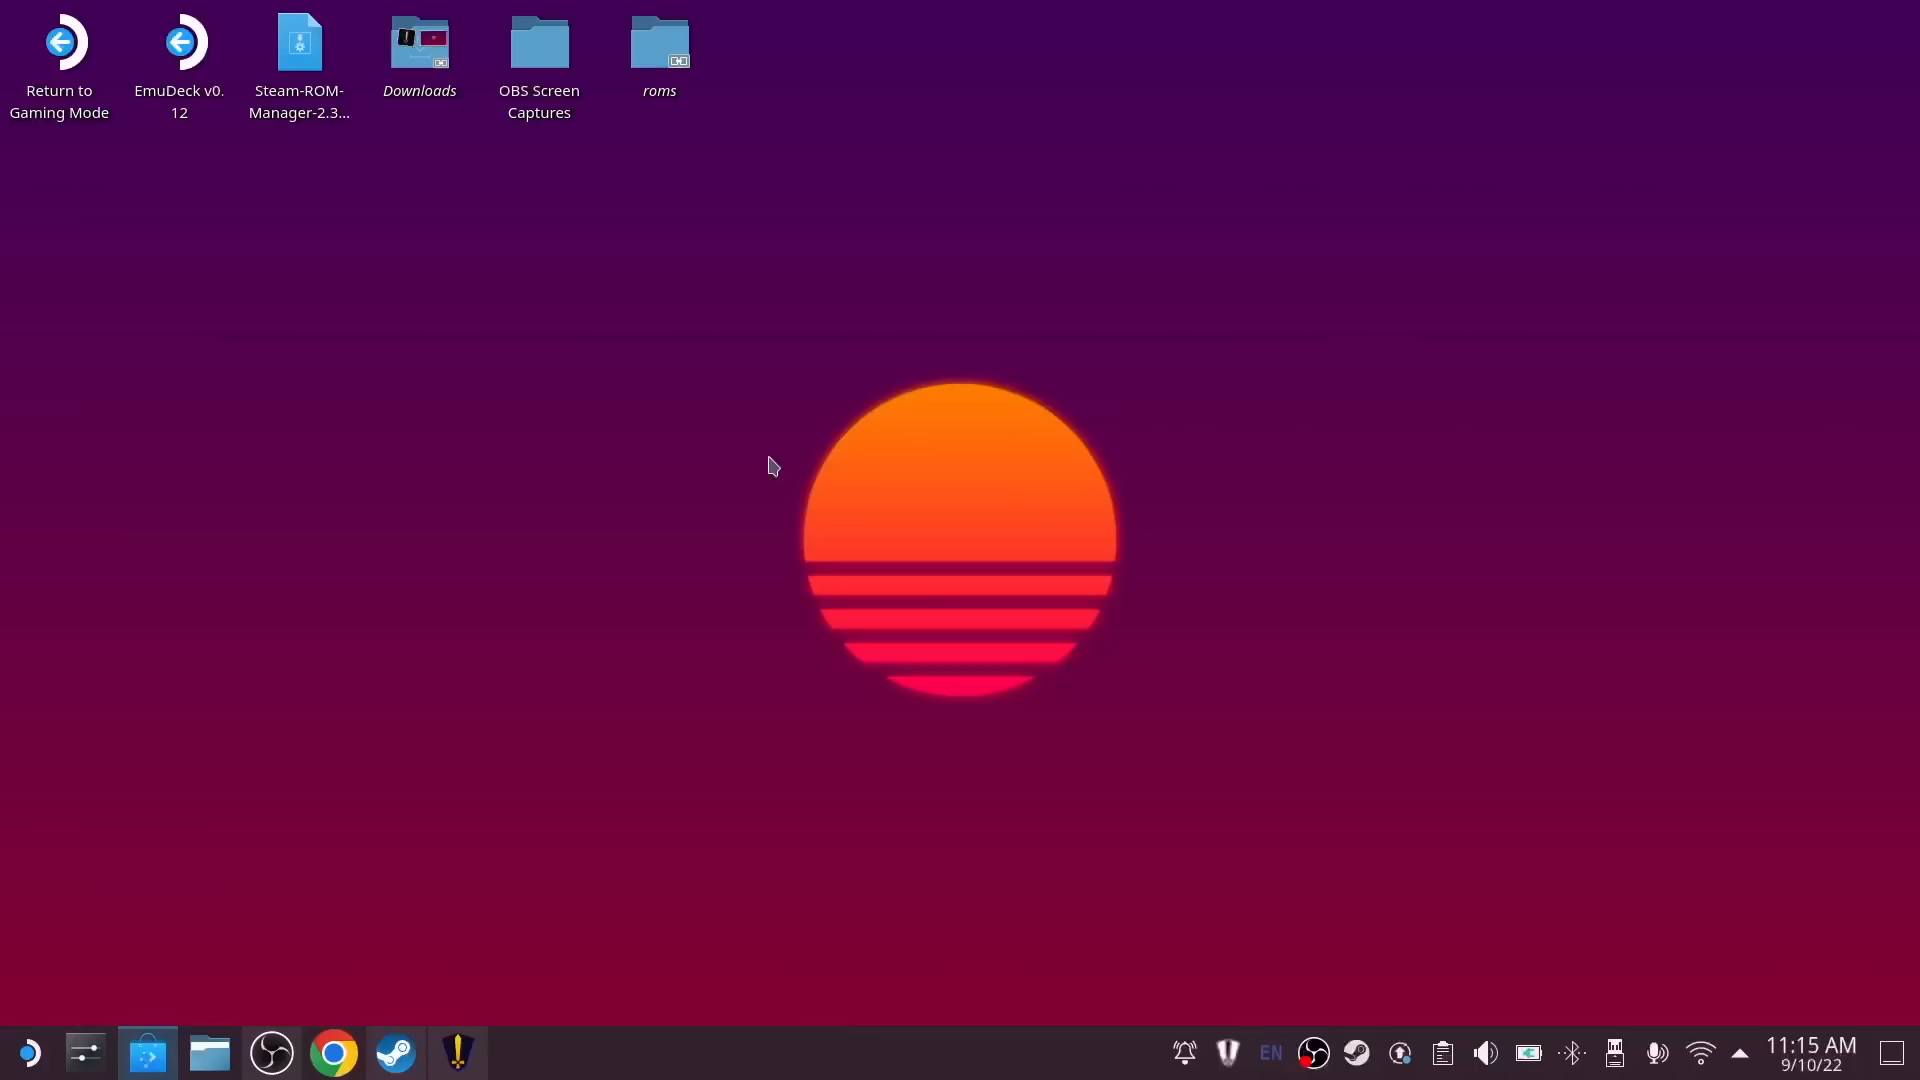 Return to
Gaming Mode
EmuDeck v0.
12
Steam-ROM-
Manager-2.3...
Downloads
OBS Screen
Captures
roms
EN
11:15 AM
9/10/22